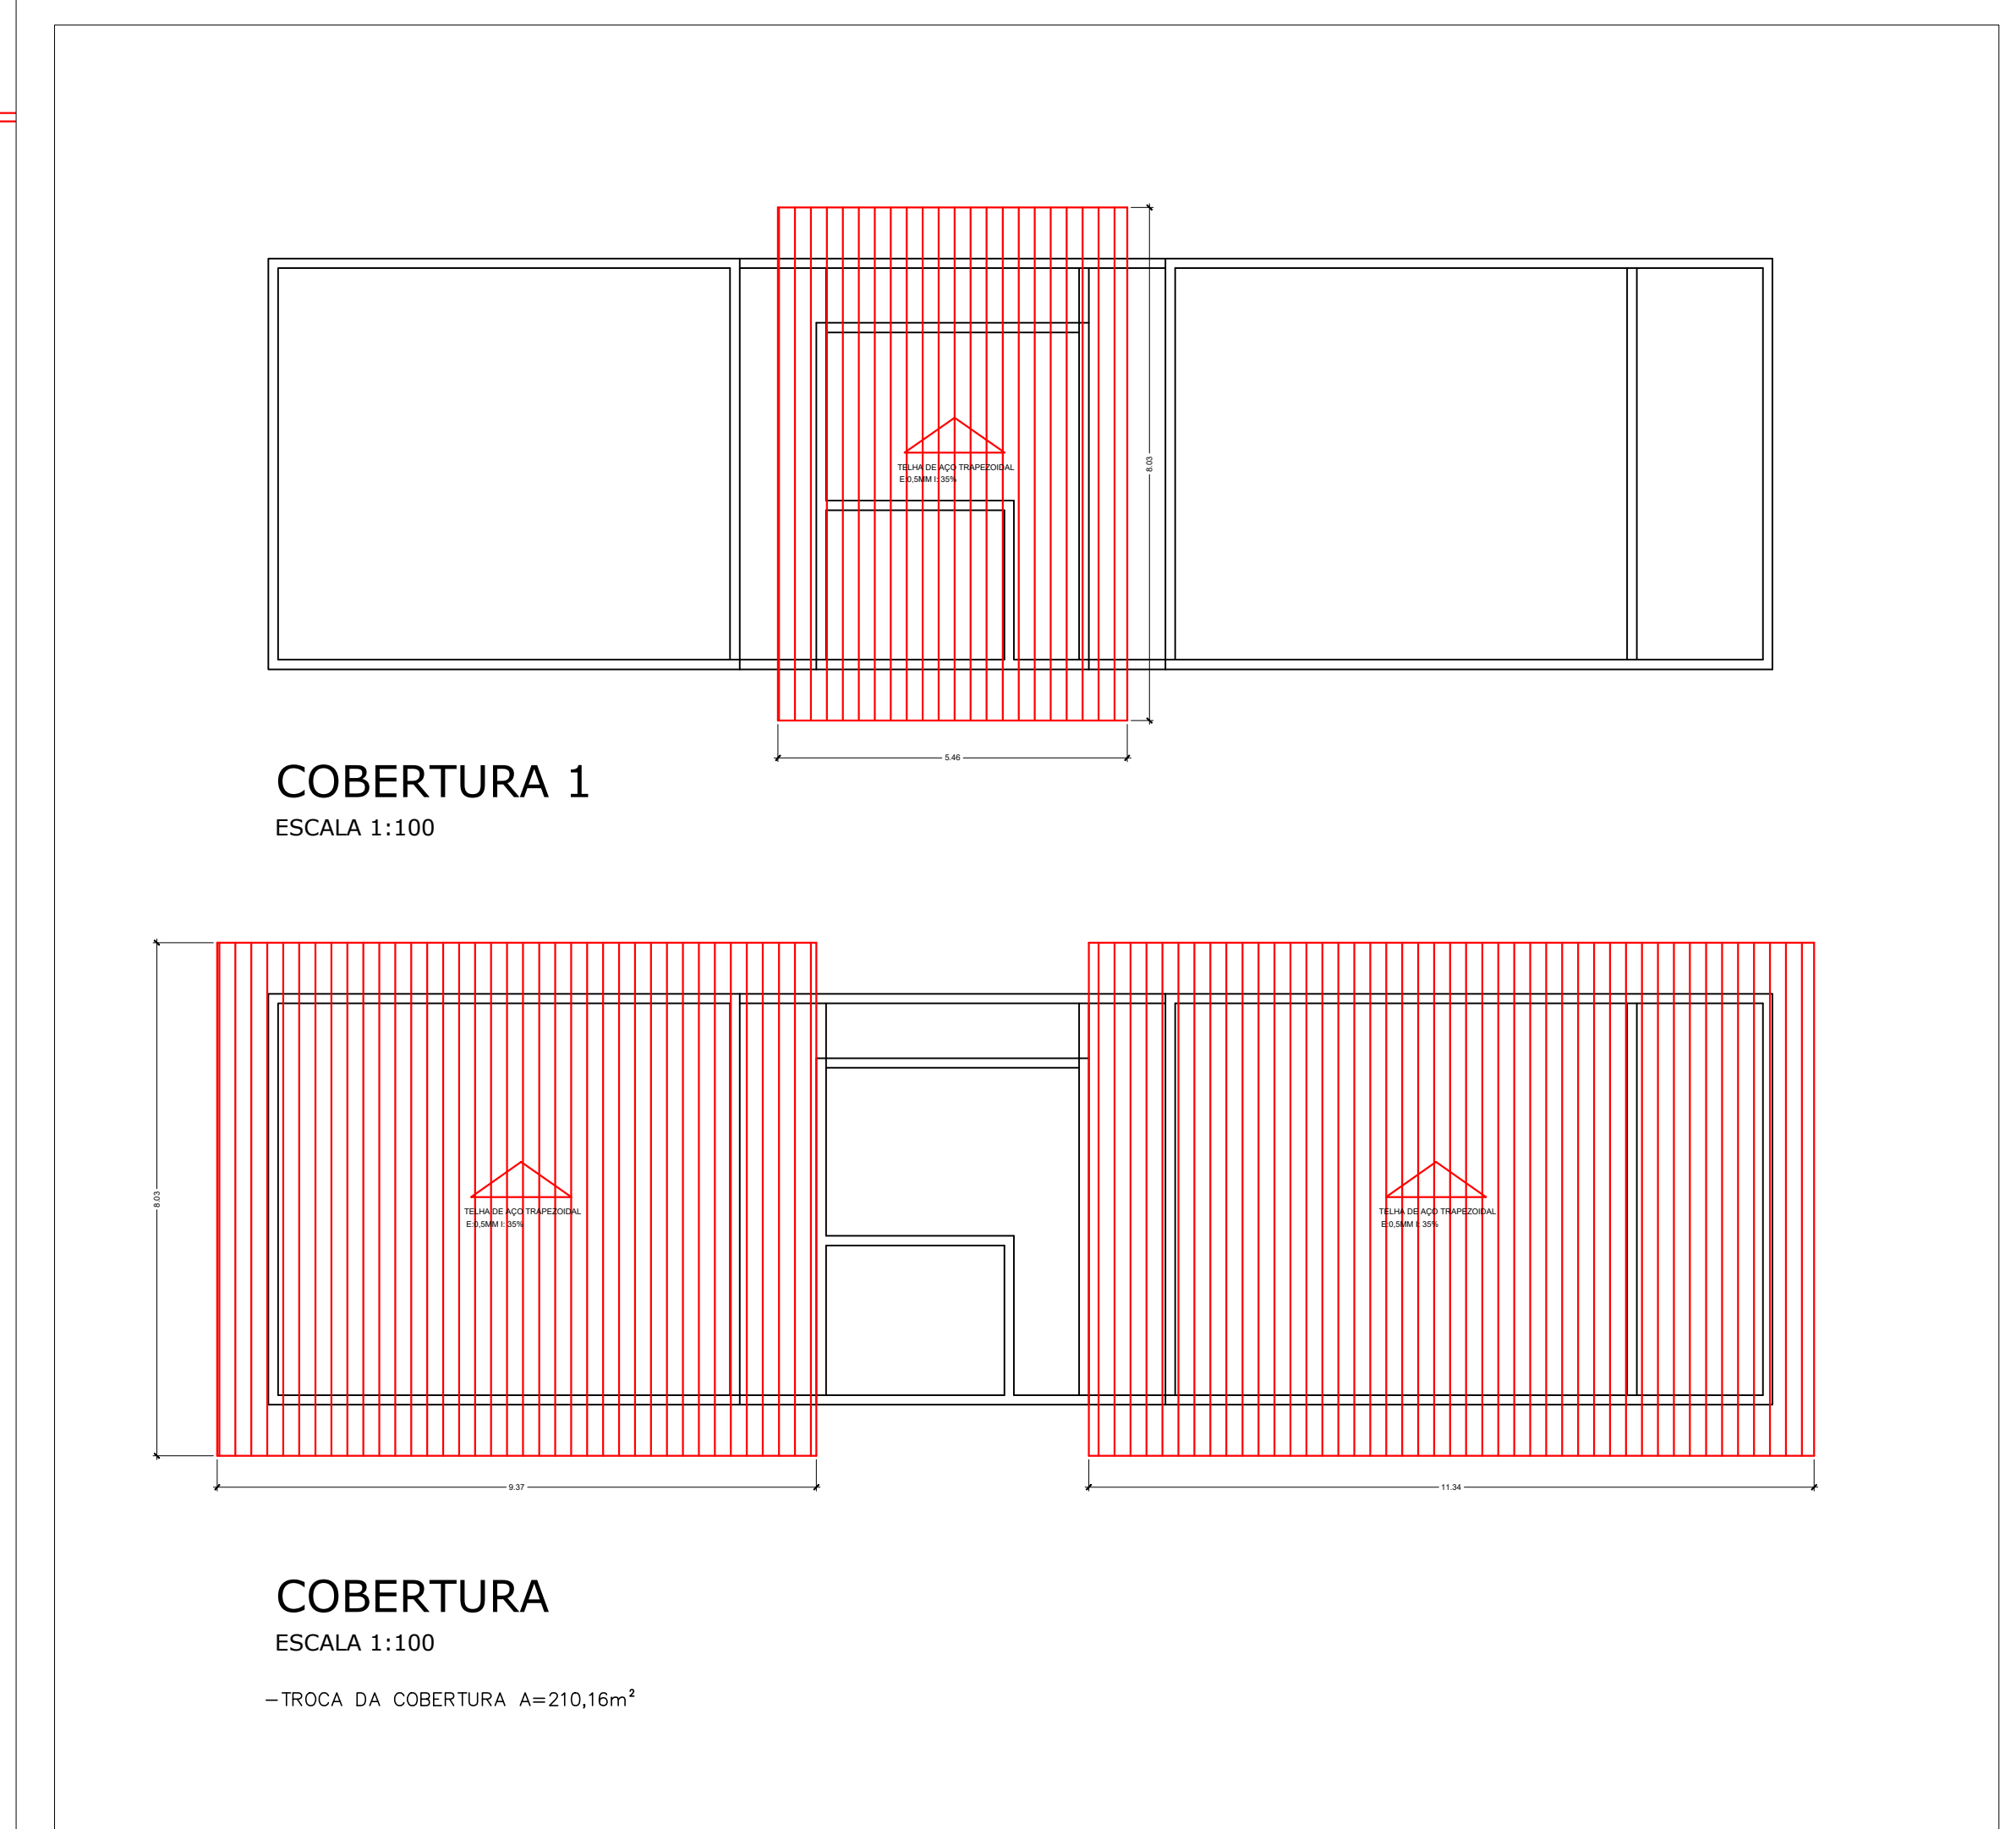 TELHA DE AÇO TRAPEZOIDAL
E:0,5MM I: 35%
8.03
5.46
COBERTURA 1
ESCALA 1:100
8.03
TELHA DE AÇO TRAPEZOIDAL
E:0,5MM I: 35%
TELHA DE AÇO TRAPEZOIDAL
E:0,5MM I: 35%
9.37
11.34
COBERTURA
ESCALA 1:100
-TROCA DA COBERTURA A=210,16m²